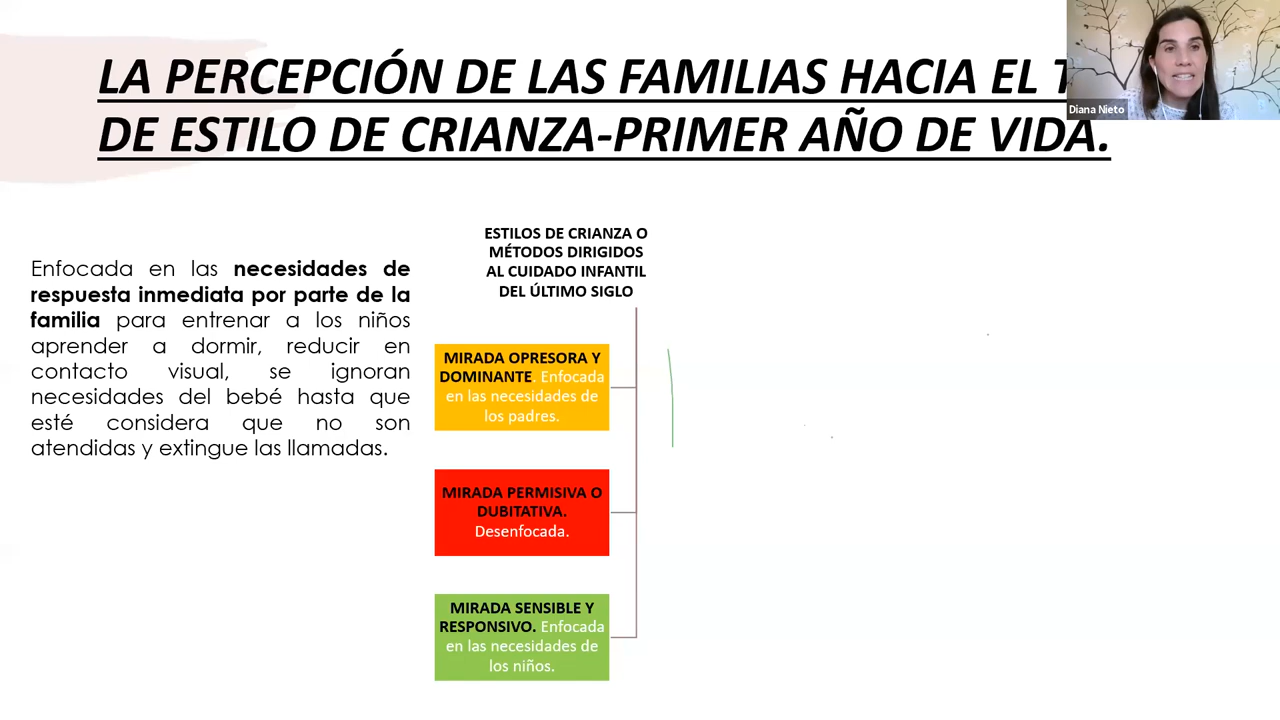 LA PERCEPCIÓN DE LAS FAMILIAS HACIA EL
DE ESTILO DE CRIANZA-PRIMER AÑO DE VIDA.
Diana Nieto
Enfocada en las necesidades de
respuesta inmediata por parte de la
familia para entrenar a los niños
aprender a dormir, reducir en
contacto visual, se ignoran
necesidades del bebé hasta que
esté considera que no son
atendidas y extingue las llamadas.
ESTILOS DE CRIANZA O
MÉTODOS DIRIGIDOS
AL CUIDADO INFANTIL
DEL ÚLTIMO SIGLO
MIRADA OPRESORA Y
DOMINANTE. Enfocada
en las necesidades de
los padres.
MIRADA PERMISIVA O
DUBITATIVA.
Desenfocada.
MIRADA SENSIBLE Y
RESPONSIVO. Enfocada
en las necesidades de
los niños.